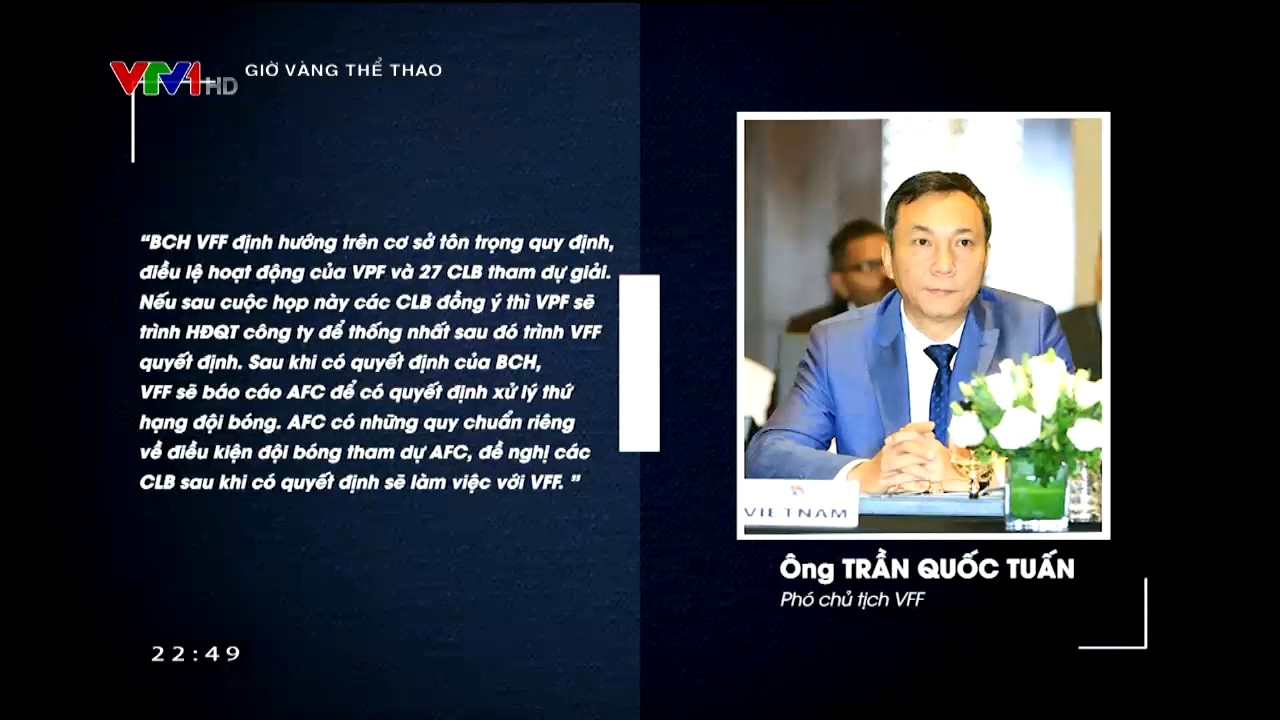 VTV1 HD
GIỜ VÀNG THỂ THAO
“BCH VFF định hướng trên cơ sở tôn trọng quy định,
điều lệ hoạt động của VPF và 27 CLB tham dự giải.
Nếu sau cuộc họp này các CLB đồng ý thì VPF sẽ
trình HĐQT công ty để thống nhất sau đó trình VFF
quyết định. Sau khi có quyết định của BCH,
VFF sẽ báo cáo AFC để có quyết định xử lý thứ
hạng đội bóng. AFC có những quy chuẩn riêng
về điều kiện đội bóng tham dự AFC, đề nghị các
CLB sau khi có quyết định sẽ làm việc với VFF. ”
VIETNAM
Ông TRẦN QUỐC TUẤN
Phó chủ tịch VFF
22:49